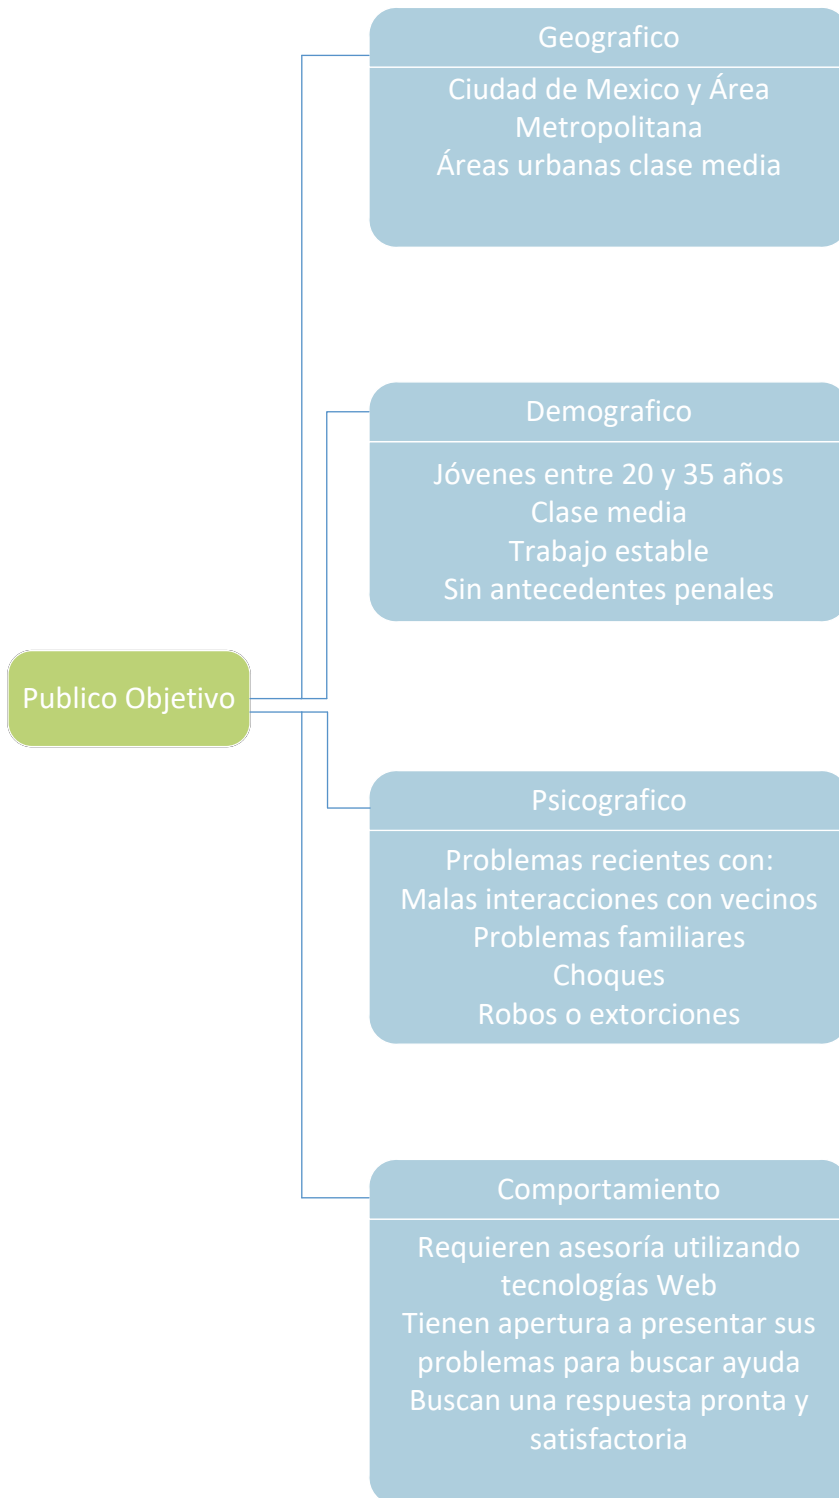 Geografico
Ciudad de Mexico y Área
Metropolitana
Áreas urbanas clase media
Demografico
Jóvenes entre 20 y 35 años
Clase media
Trabajo estable
Sin antecedentes penales
Publico Objetivo
Psicografico
Problemas recientes con:
Malas interacciones con vecinos
Problemas familiares
Choques
Robos o extorciones
Comportamiento
Requieren asesoría utilizando
tecnologías Web
Tienen apertura a presentar sus
problemas para buscar ayuda
Buscan una respuesta pronta y
satisfactoria